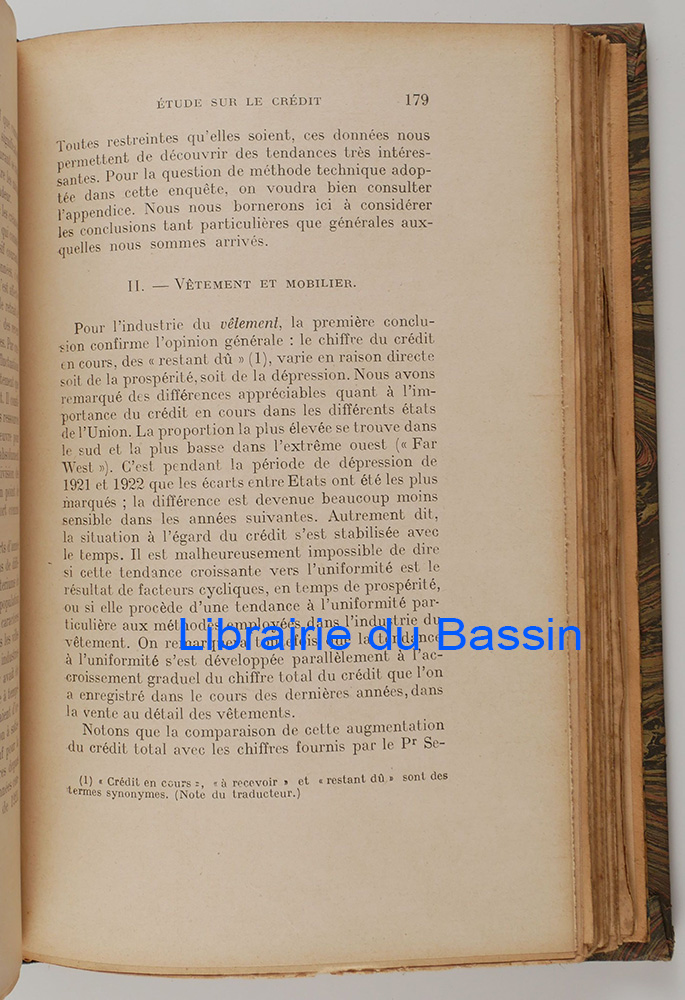 ÉTUDE SUR LE CRÉDIT 179
Toutes restreintes qu'elles soient, ces données nous
permettent de découvrir des tendances très intéres-
santes. Pour la question de méthode technique adop-
tée dans cette enquête, on voudra bien consulter
l'appendice. Nous nous bornerons ici à considérer
les conclusions tant particulières que générales aux-
quelles nous sommes arrivés.
II. — VÊTEMENT ET MOBILIER.
Pour l'industrie du vêtement, la première conclu-
sion confirme l'opinion générale : le chiffre du crédit
en cours, des « restant dû » (1), varie en raison directe
soit de la prospérité, soit de la dépression. Nous avons
remarqué des différences appréciables quant à l'im-
portance du crédit en cours dans les différents états
de l'Union. La proportion la plus élevée se trouve dans
le sud et la plus basse dans l'extrême ouest (« Far
West »). C'est pendant la période de dépression de
1921 et 1922 que les écarts entre Etats ont été les plus
marqués ; la différence est devenue beaucoup moins
sensible dans les années suivantes. Autrement dit,
la situation à l'égard du crédit s'est stabilisée avec
le temps. Il est malheureusement impossible de dire
si cette tendance croissante vers l'uniformité est le
résultat de facteurs cycliques, en temps de prospérité,
ou si elle procède d'une tendance à l'uniformité par-
ticulière aux méthodes employées dans l'industrie du
vêtement. On remarquera toutefois que la tendance
à l'uniformité s'est développée parallèlement à l'ac-
croissement graduel du chiffre total du crédit que l'on
a enregistré dans le cours des dernières années, dans
la vente au détail des vêtements.
Notons que la comparaison de cette augmentation
du crédit total avec les chiffres fournis par le Pr Se-
(1) « Crédit en cours », « à recevoir » et « restant dû » sont des
termes synonymes. (Note du traducteur.)
Librairie du Bassin